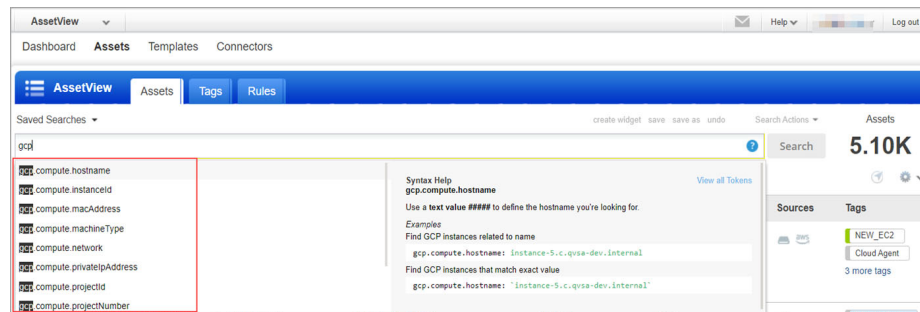 AssetView
Help
Log out
Dashboard Assets Templates Connectors
AssetView Assets Tags Rules
Saved Searches create widget save save as undo Search Actions Assets
gcp ? Search 5.10K
gcp.compute.hostname
gcp.compute.instanceId
gcp.compute.macAddress
gcp.compute.machineType
gcp.compute.network
gcp.compute.privateIpAddress
gcp.compute.projectId
gcp.compute.projectNumber
Syntax Help View all Tokens
gcp.compute.hostname
Use a text value ##### to define the hostname you're looking for.
Examples
Find GCP instances related to name
gcp.compute.hostname: instance-5.c.qvsa-dev.internal
Find GCP instances that match exact value
gcp.compute.hostname: `instance-5.c.qvsa-dev.internal`
Sources Tags
aws NEW_EC2
Cloud Agent
3 more tags